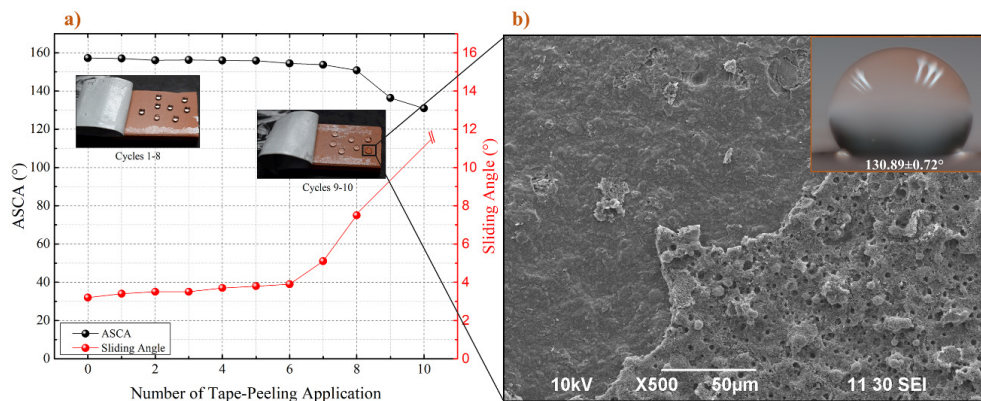 a)
160
140
120
100
80
60
40
20
0
ASCA (°)
Cycles 1-8
Cycles 9-10
ASCA
Sliding Angle
0 2 4 6 8 10
Number of Tape-Peeling Application
16
14
12
10
8
6
4
2
0
Sliding Angle (°)
b)
130.89±0.72°
10kV X500 50µm 11 30 SEI